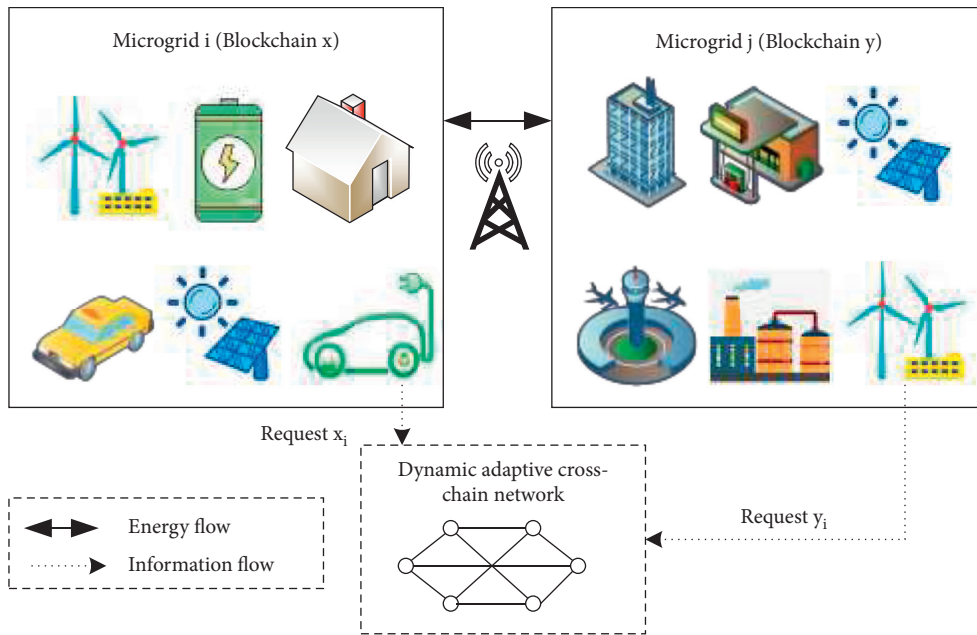 Microgrid i (Blockchain x)
Microgrid j (Blockchain y)
Request xi
Dynamic adaptive cross-
chain network
Request yi
Energy flow
Information flow